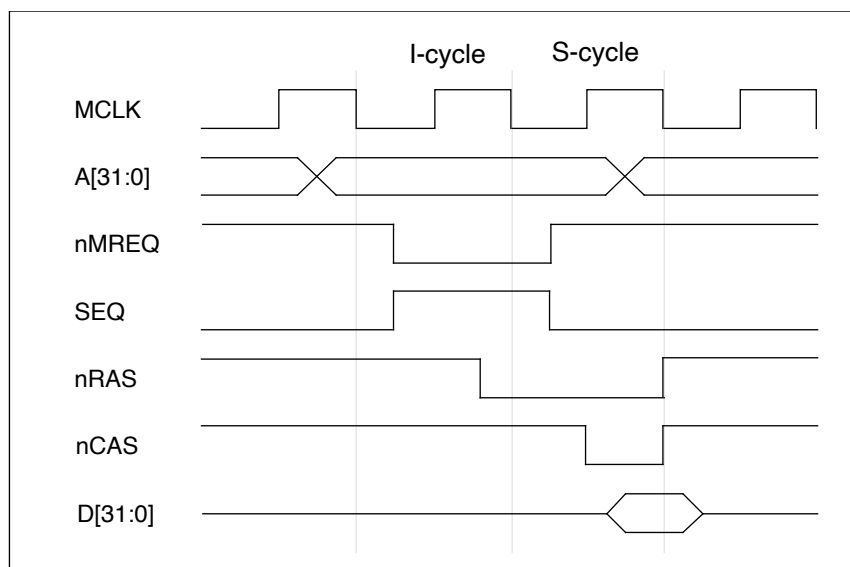 I-cycle S-cycle
MCLK
A[31:0]
nMREQ
SEQ
nRAS
nCAS
D[31:0]